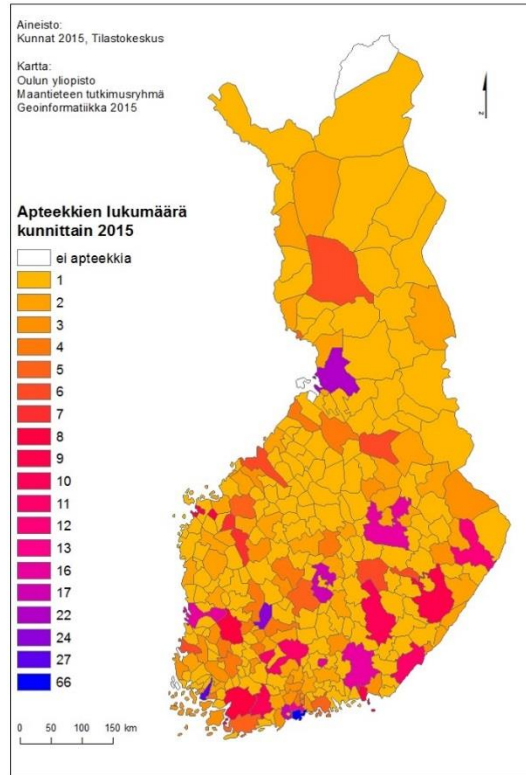 Aineisto:
Kunnat 2015, Tilastokeskus
Kartta:
Oulun yliopisto
Maantieteen tutkimusryhmä
Geoinformatiikka 2015
Apteekkien lukumäärä
kunnittain 2015
ei apteekkia
1
2
3
4
5
6
7
8
9
10
11
12
13
16
17
22
24
27
66
0 50 100 150 km